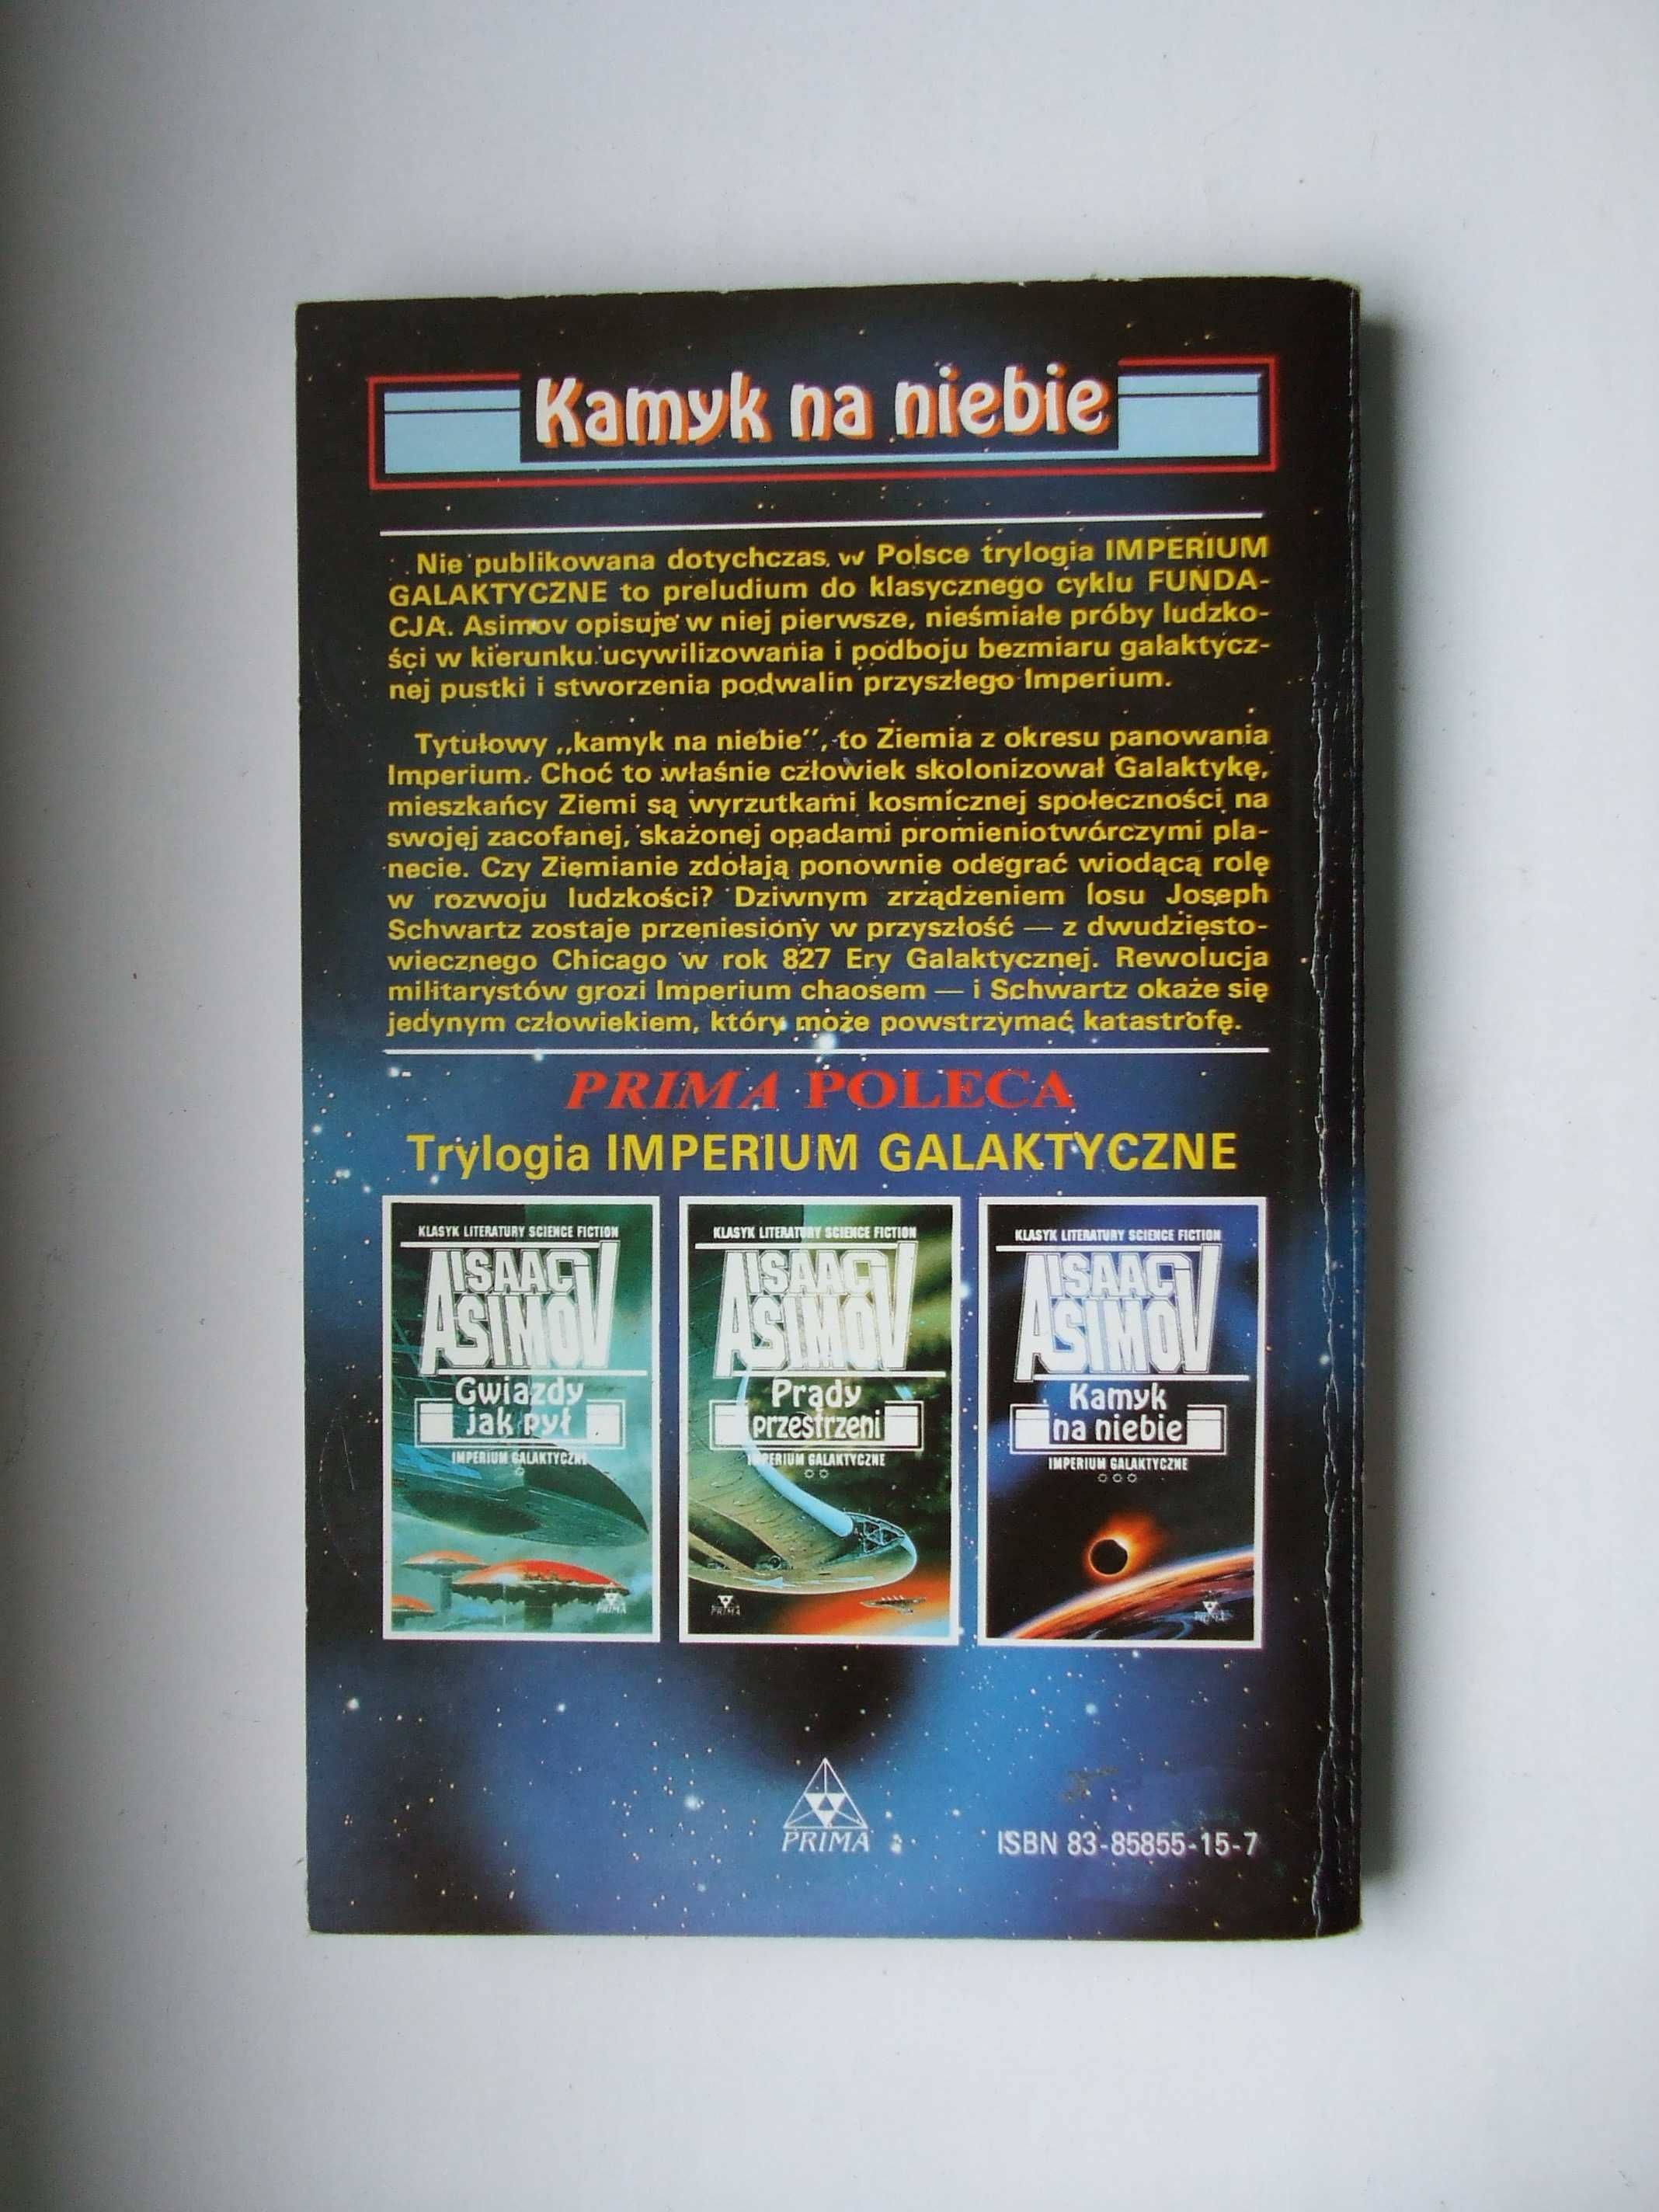 Kamyk na niebie
Nie publikowana dotychczas w Polsce trylogia IMPERIUM
GALAKTYCZNE to preludium do klasycznego cyklu FUNDA-
CJA. Asimov opisuje w niej pierwsze, nieśmiałe próby ludzko-
ści w kierunku ucywilizowania i podboju bezmiaru galaktycz-
nej pustki i stworzenia podwalin przyszłego Imperium.
Tytułowy „kamyk na niebie”, to Ziemia z okresu panowania
Imperium. Choć to właśnie człowiek skolonizował Galaktykę,
mieszkańcy Ziemi są wyrzutkami kosmicznej społeczności na
swojej zacofanej, skażonej opadami promieniotwórczymi pla-
necie. Czy Ziemianie zdołają ponownie odegrać wiodącą rolę
w rozwoju ludzkości? Dziwnym zrządzeniem losu Joseph
Schwartz zostaje przeniesiony w przyszłość — z dwudziesto-
wiecznego Chicago w rok 827 Ery Galaktycznej. Rewolucja
militarystów grozi Imperium chaosem — i Schwartz okaże się
jedynym człowiekiem, który może powstrzymać katastrofę.
PRIMA POLECA
Trylogia IMPERIUM GALAKTYCZNE
KLASYK LITERATURY SCIENCE FICTION
ISAAC
ASIMOV
Gwiazdy
jak pył
IMPERIUM GALAKTYCZNE
PRIMA
KLASYK LITERATURY SCIENCE FICTION
ISAAC
ASIMOV
Prądy
przestrzeni
IMPERIUM GALAKTYCZNE
PRIMA
KLASYK LITERATURY SCIENCE FICTION
ISAAC
ASIMOV
Kamyk
na niebie
IMPERIUM GALAKTYCZNE
PRIMA
PRIMA
ISBN 83-85855-15-7